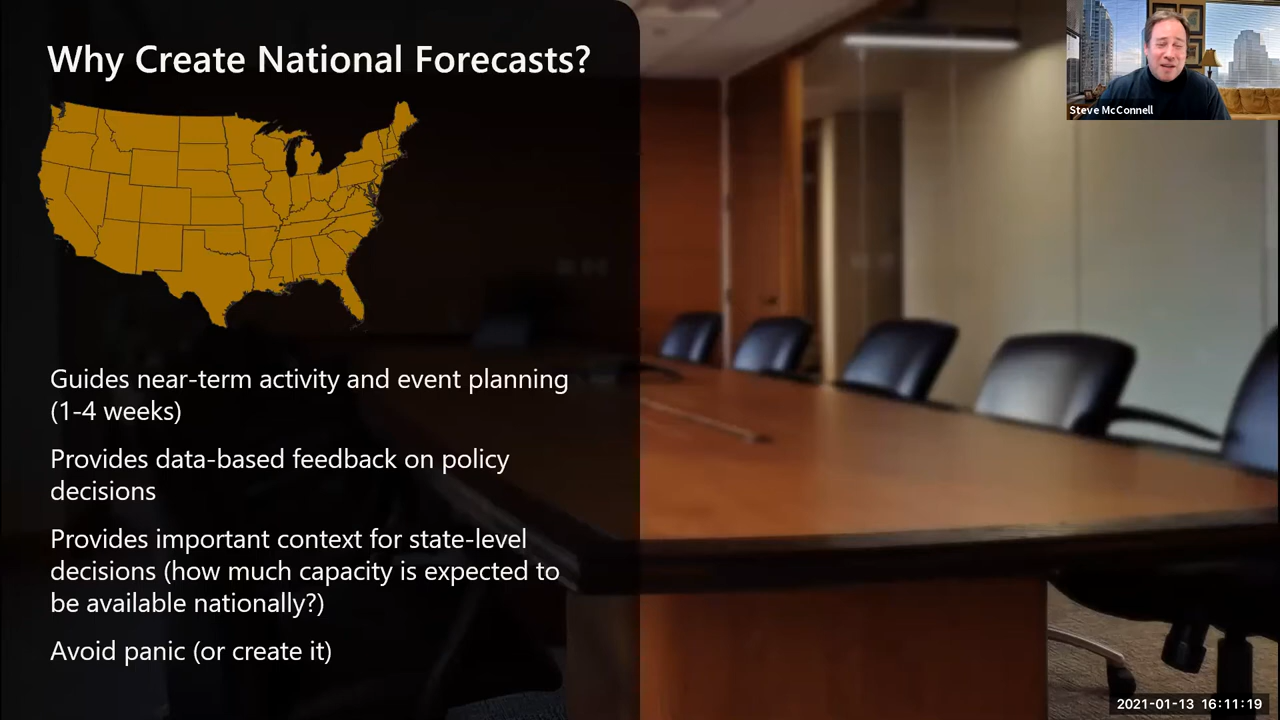 Why Create National Forecasts?
Steve McConnell
Guides near-term activity and event planning
(1-4 weeks)
Provides data-based feedback on policy
decisions
Provides important context for state-level
decisions (how much capacity is expected to
be available nationally?)
Avoid panic (or create it)
2021-01-13 16:11:19